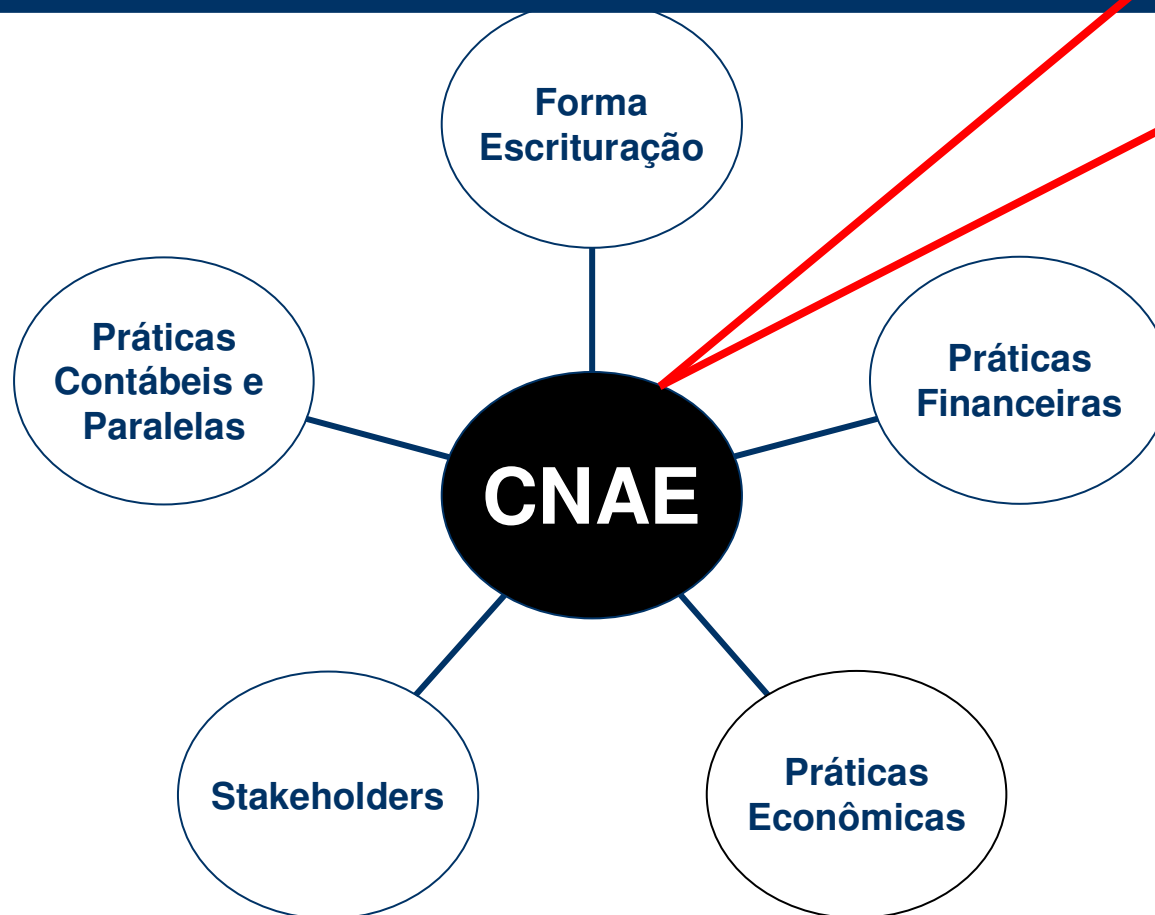 Forma
Escrituração
Práticas
Contábeis e
Paralelas
Práticas
Financeiras
CNAE
Stakeholders
Práticas
Econômicas